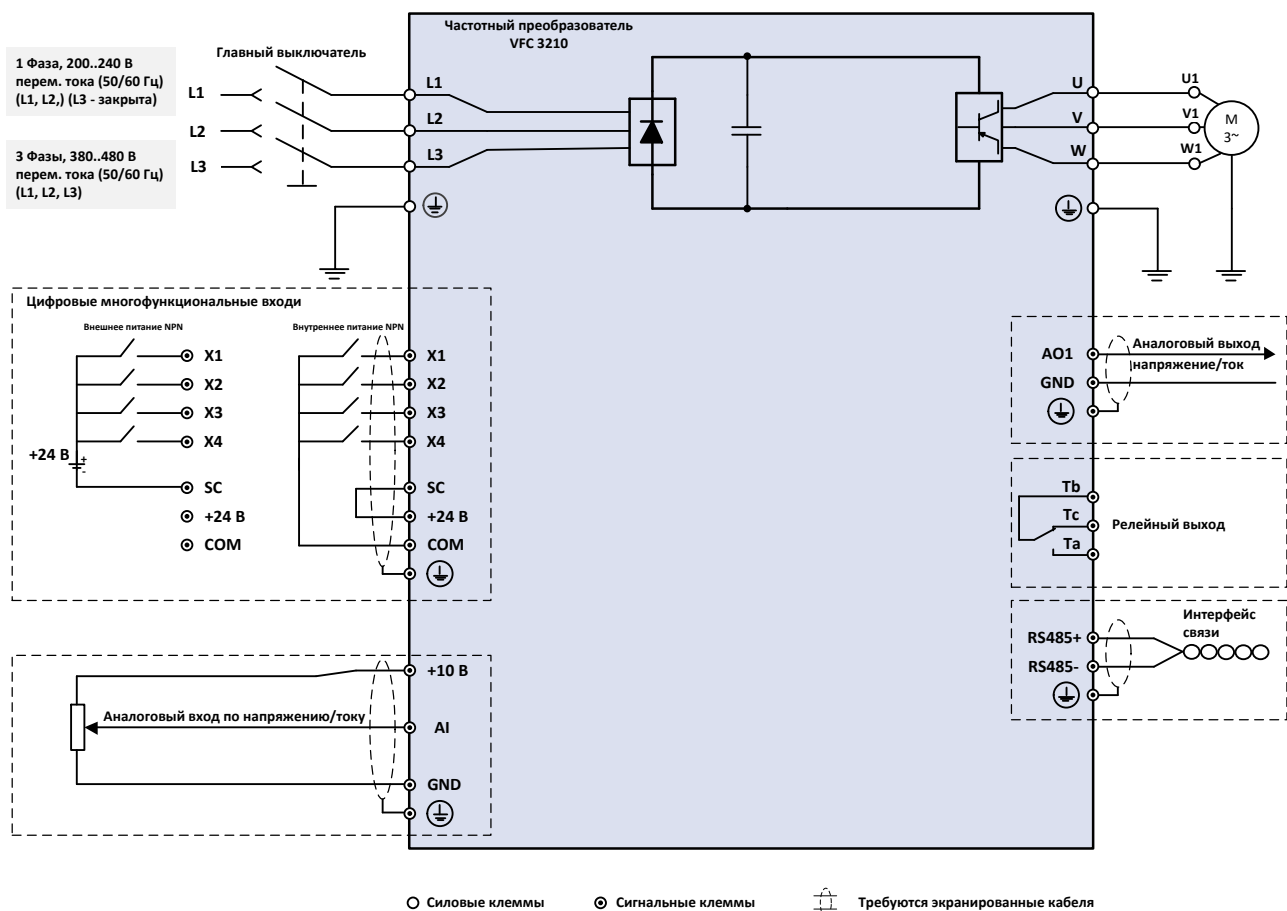 Частотный преобразователь
VFC 3210
1 Фаза, 200..240 В
перем. тока (50/60 Гц)
(L1, L2,) (L3 - закрыта)
3 Фазы, 380..480 В
перем. тока (50/60 Гц)
(L1, L2, L3)
Главный выключатель
L1
L2
L3
L1
L2
L3
U
V
W
U1
V1
W1
M
3~
Цифровые многофункциональные входи
Внешнее питание NPN
X1
X2
X3
X4
+24 В
+
-
SC
+24 В
COM
Внутреннее питание NPN
X1
X2
X3
X4
SC
+24 В
COM
+10 В
Аналоговый вход по напряжению/току
AI
GND
AO1
GND
Аналоговый выход
напряжение/ток
Tb
Tc
Ta
Релейный выход
RS485+
RS485-
Интерфейс
связи
Силовые клеммы
Сигнальные клеммы
Требуются экранированные кабеля